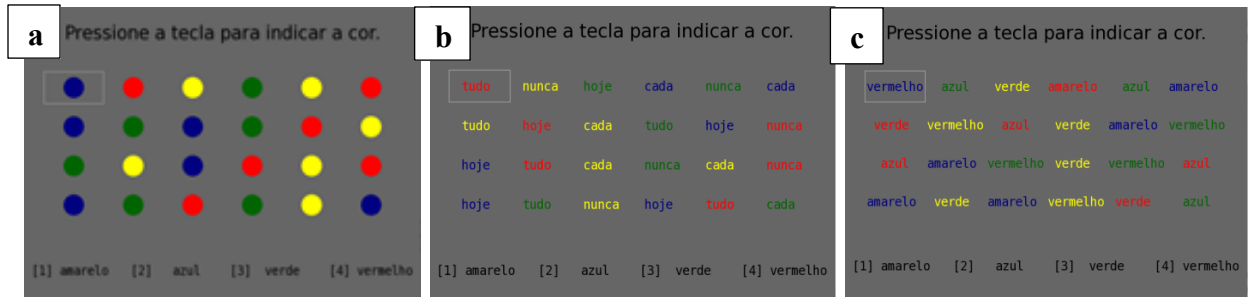 a
Pressione a tecla para indicar a cor.
[1] amarelo [2] azul [3] verde [4] vermelho
b
Pressione a tecla para indicar a cor.
tudo nunca hoje cada nunca cada
tudo hoje cada tudo hoje nunca
hoje tudo cada nunca cada nunca
hoje tudo nunca hoje tudo cada
[1] amarelo [2] azul [3] verde [4] vermelho
c
Pressione a tecla para indicar a cor.
vermelho azul verde amarelo azul amarelo
verde vermelho azul verde amarelo vermelho
azul amarelo vermelho verde vermelho azul
amarelo verde amarelo vermelho verde azul
[1] amarelo [2] azul [3] verde [4] vermelho